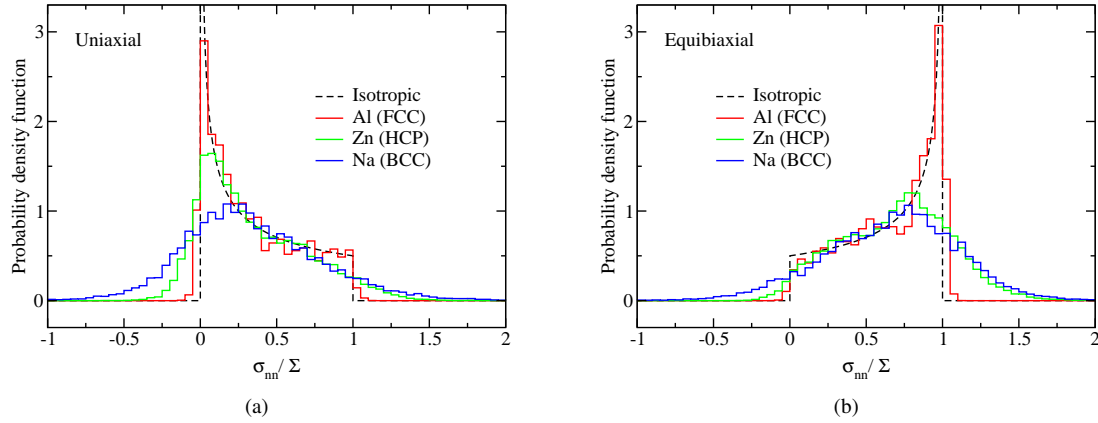 Uniaxial
Isotropic
Al (FCC)
Zn (HCP)
Na (BCC)
Probability density function
3
2
1
0
-1
-0.5
0
0.5
1
1.5
2
σnn/ Σ
(a)
Equibiaxial
Isotropic
Al (FCC)
Zn (HCP)
Na (BCC)
Probability density function
3
2
1
0
-1
-0.5
0
0.5
1
1.5
2
σnn/ Σ
(b)